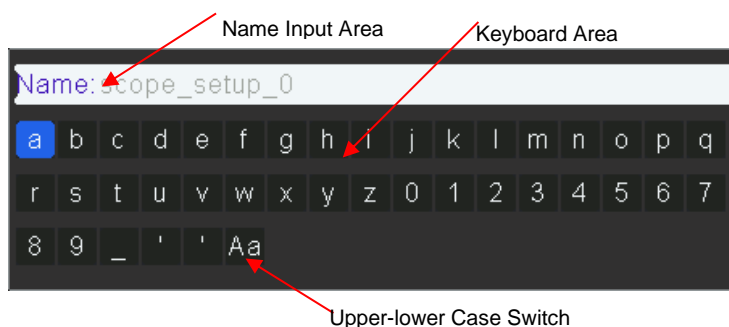 Name Input Area
Keyboard Area
Name: scope_setup_0
a b c d e f g h i j k l m n o p q
r s t u v w x y z 0 1 2 3 4 5 6 7
8 9 _ ' ' Aa
Upper-lower Case Switch